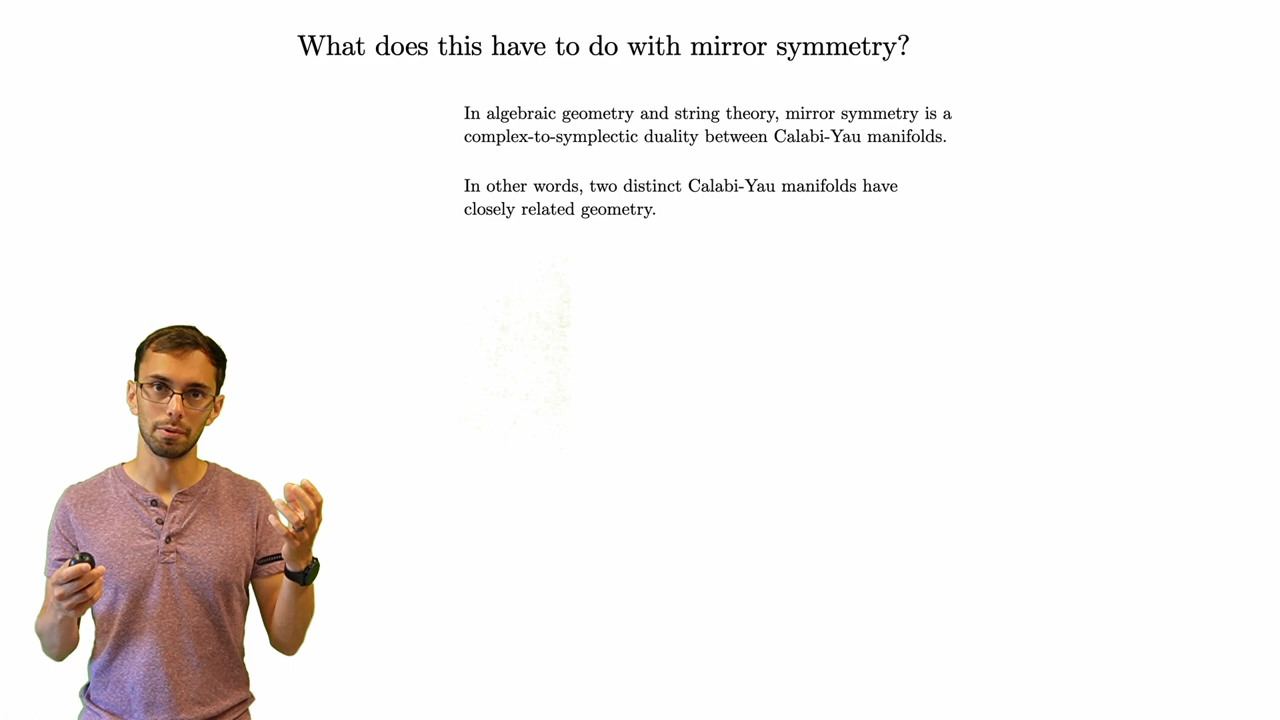 What does this have to do with mirror symmetry?
In algebraic geometry and string theory, mirror symmetry is a
complex-to-symplectic duality between Calabi-Yau manifolds.
In other words, two distinct Calabi-Yau manifolds have
closely related geometry.